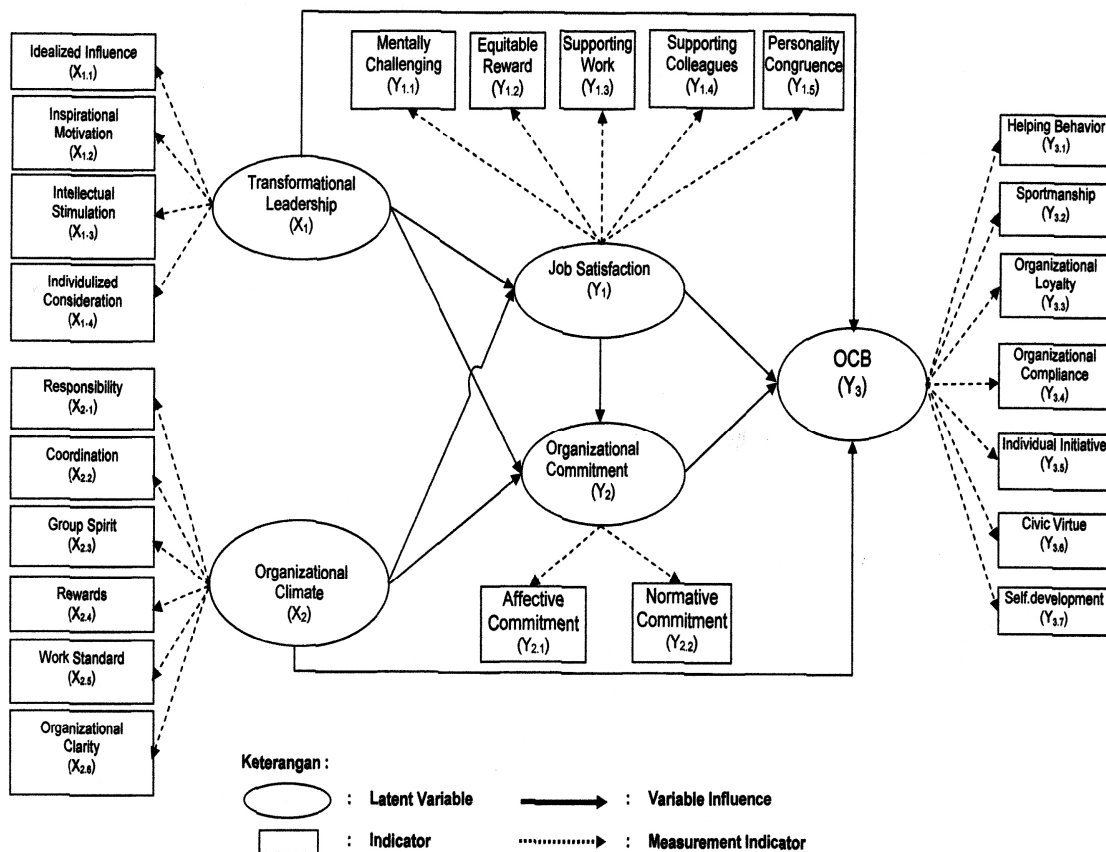 Idealized Influence
(X1.1)
Inspirational
Motivation
(X1.2)
Intellectual
Stimulation
(X1-3)
Individulized
Consideration
(X1-4)
Responsibility
(X2-1)
Coordination
(X2.2)
Group Spirit
(X2.3)
Rewards
(X2.4)
Work Standard
(X2.5)
Organizational
Clarity
(X2.6)
Transformational
Leadership
(X1)
Organizational
Climate
(X2)
Mentally
Challenging
(Y1.1)
Equitable
Reward
(Y1.2)
Supporting
Work
(Y1.3)
Supporting
Colleagues
(Y1.4)
Personality
Congruence
(Y1.5)
Job Satisfaction
(Y1)
Organizational
Commitment
(Y2)
Affective
Commitment
(Y2.1)
Normative
Commitment
(Y2.2)
OCB
(Y3)
Helping Behavior
(Y3.1)
Sportmanship
(Y3.2)
Organizational
Loyalty
(Y3.3)
Organizational
Compliance
(Y3.4)
Individual Initiative
(Y3.5)
Civic Virtue
(Y3.6)
Self.development
(Y3.7)
Keterangan :
: Latent Variable
: Variable Influence
: Indicator
: Measurement Indicator